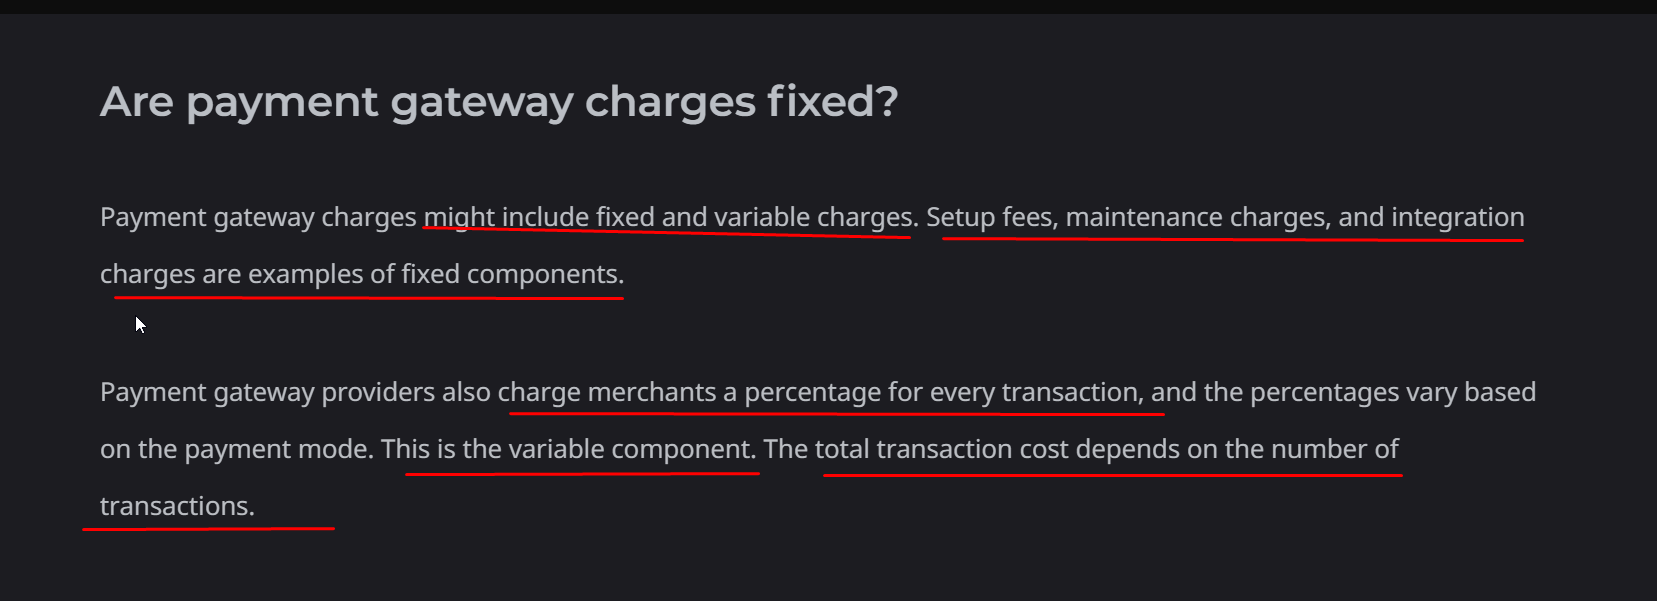 Are payment gateway charges fixed?
Payment gateway charges might include fixed and variable charges. Setup fees, maintenance charges, and integration
charges are examples of fixed components.
Payment gateway providers also charge merchants a percentage for every transaction, and the percentages vary based
on the payment mode. This is the variable component. The total transaction cost depends on the number of
transactions.